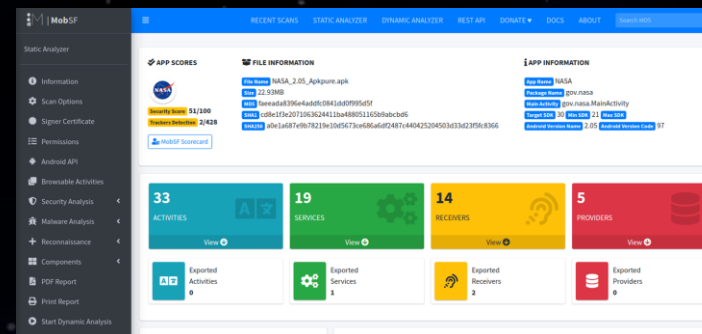 MobSF
RECENT SCANS STATIC ANALYZER DYNAMIC ANALYZER REST API DONATE ♥ DOCS ABOUT Search MD5
Static Analyzer
Information
Scan Options
Signer Certificate
Permissions
Android API
Browsable Activities
Security Analysis
Malware Analysis
Reconnaissance
Components
PDF Report
Print Report
Start Dynamic Analysis
APP SCORES
NASA
Security Score 51/100
Trackers Detection 2/428
MobSF Scorecard
FILE INFORMATION
File Name NASA_2.05_Apkpure.apk
Size 22.93MB
MD5 faeeada8396e4addfc0841dd0f995d5f
SHA1 cd8e1f3e2071063624411ba488051165b9abcbd6
SHA256 a0e1a687e9b78219e10d5673ce686a6df2487c440425204503d33d23f5fc8366
APP INFORMATION
App Name NASA
Package Name gov.nasa
Main Activity gov.nasa.MainActivity
Target SDK 30 Min SDK 21 Max SDK
Android Version Name 2.05 Android Version Code 97
33
ACTIVITIES
View
19
SERVICES
View
14
RECEIVERS
View
5
PROVIDERS
View
Exported
Activities
0
Exported
Services
1
Exported
Receivers
2
Exported
Providers
0